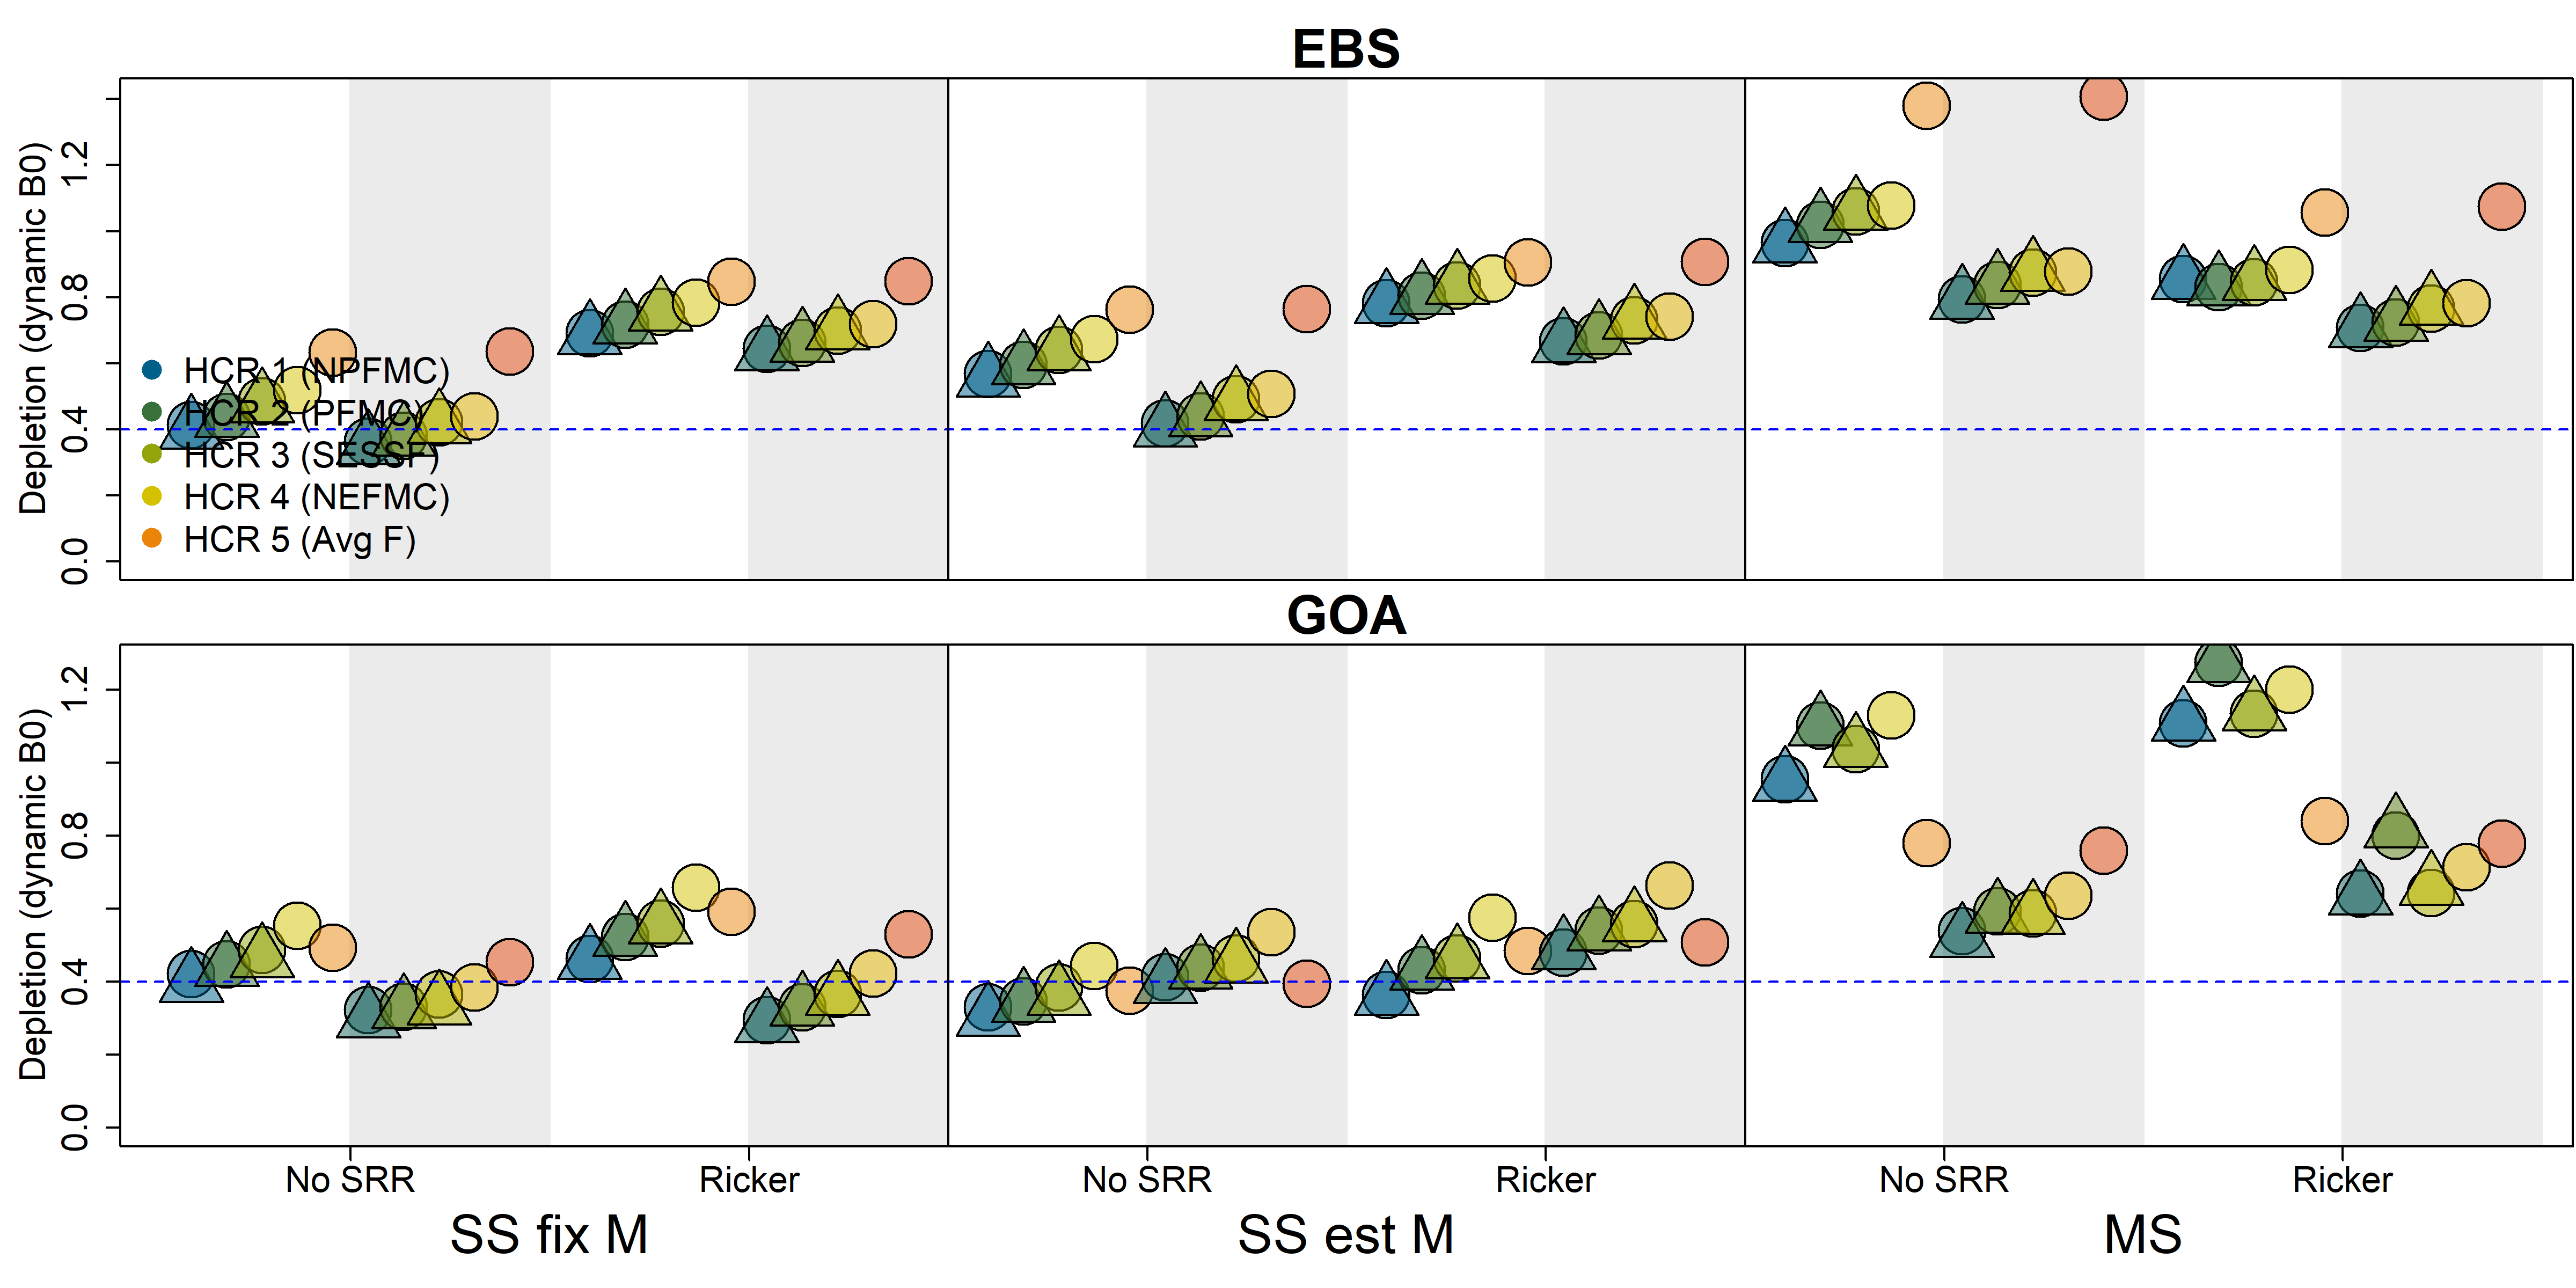 EBS
Depletion (dynamic B0)
1.2
0.8
0.4
0.0
HCR 1 (NPFMC)
HCR 2 (PFMC)
HCR 3 (SESSF)
HCR 4 (NEFMC)
HCR 5 (Avg F)
GOA
Depletion (dynamic B0)
1.2
0.8
0.4
0.0
No SRR Ricker No SRR Ricker No SRR Ricker
SS fix M SS est M MS